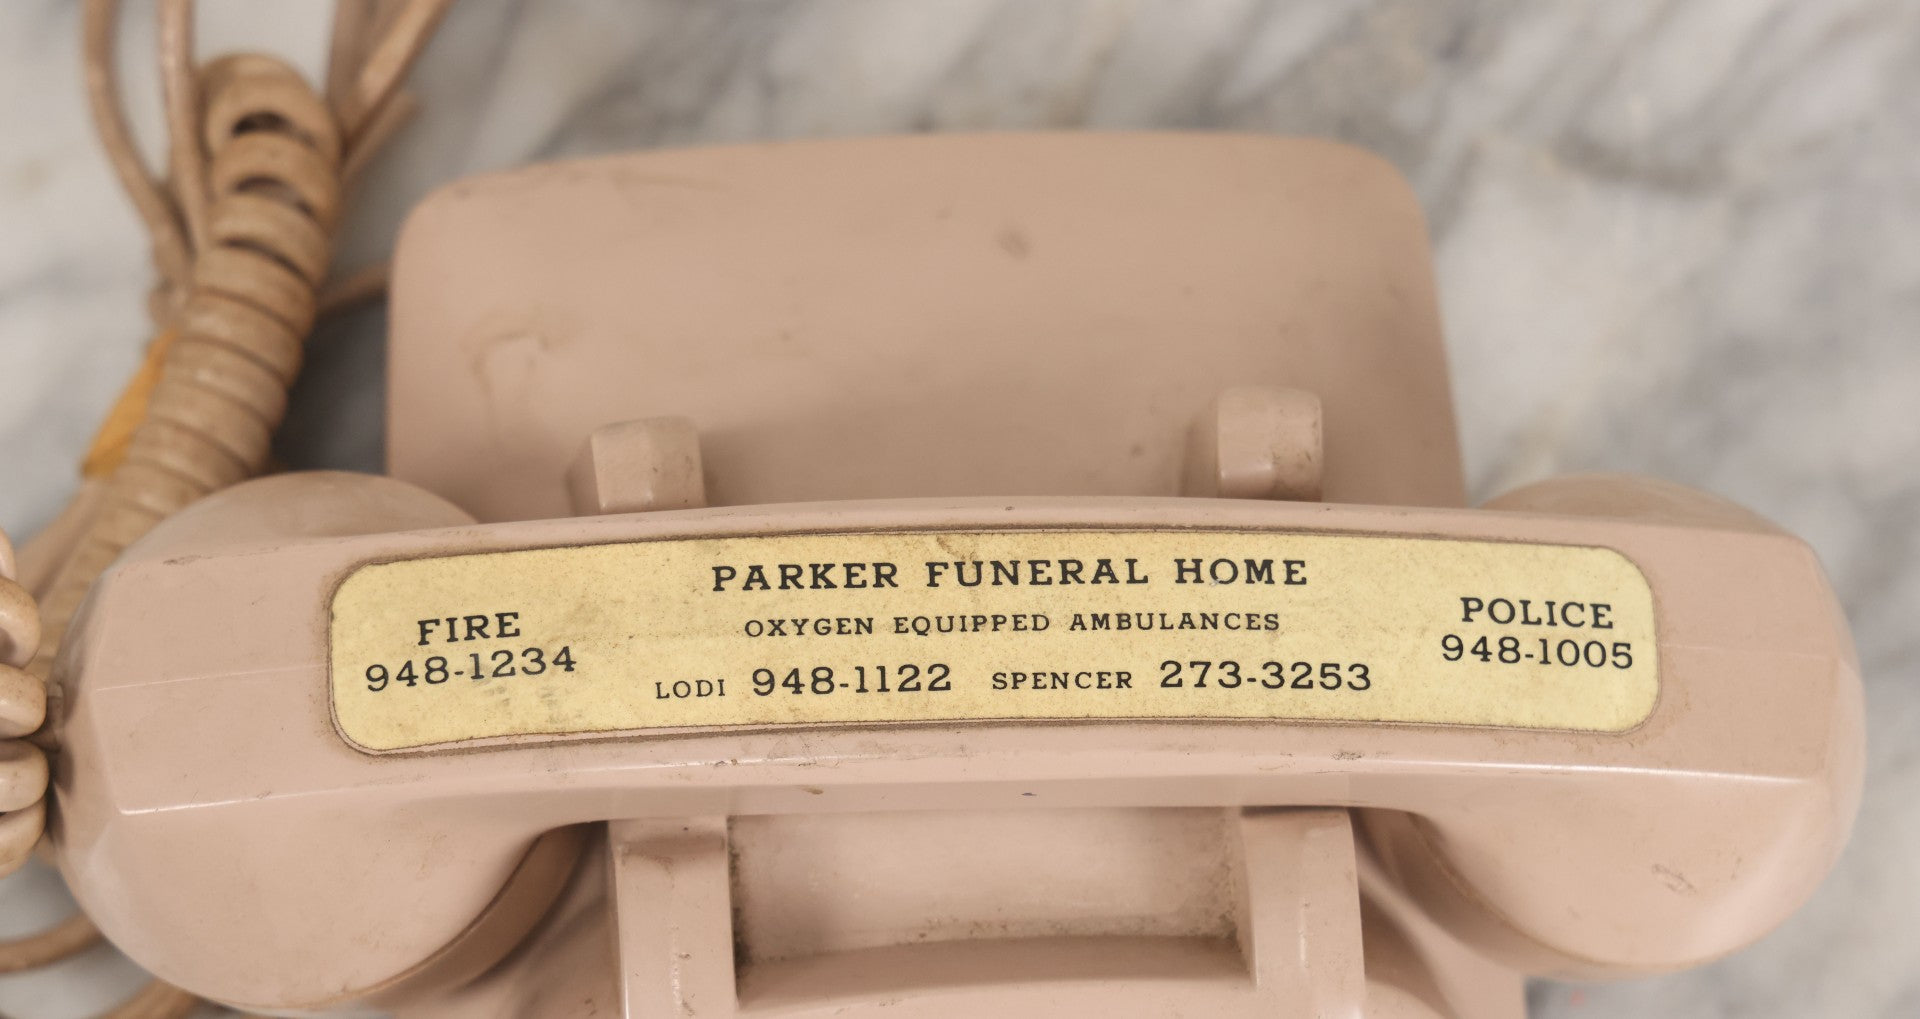 PARKER FUNERAL HOME
OXYGEN EQUIPPED AMBULANCES
LODI 948-1122 SPENCER 273-3253
FIRE
948-1234
POLICE
948-1005